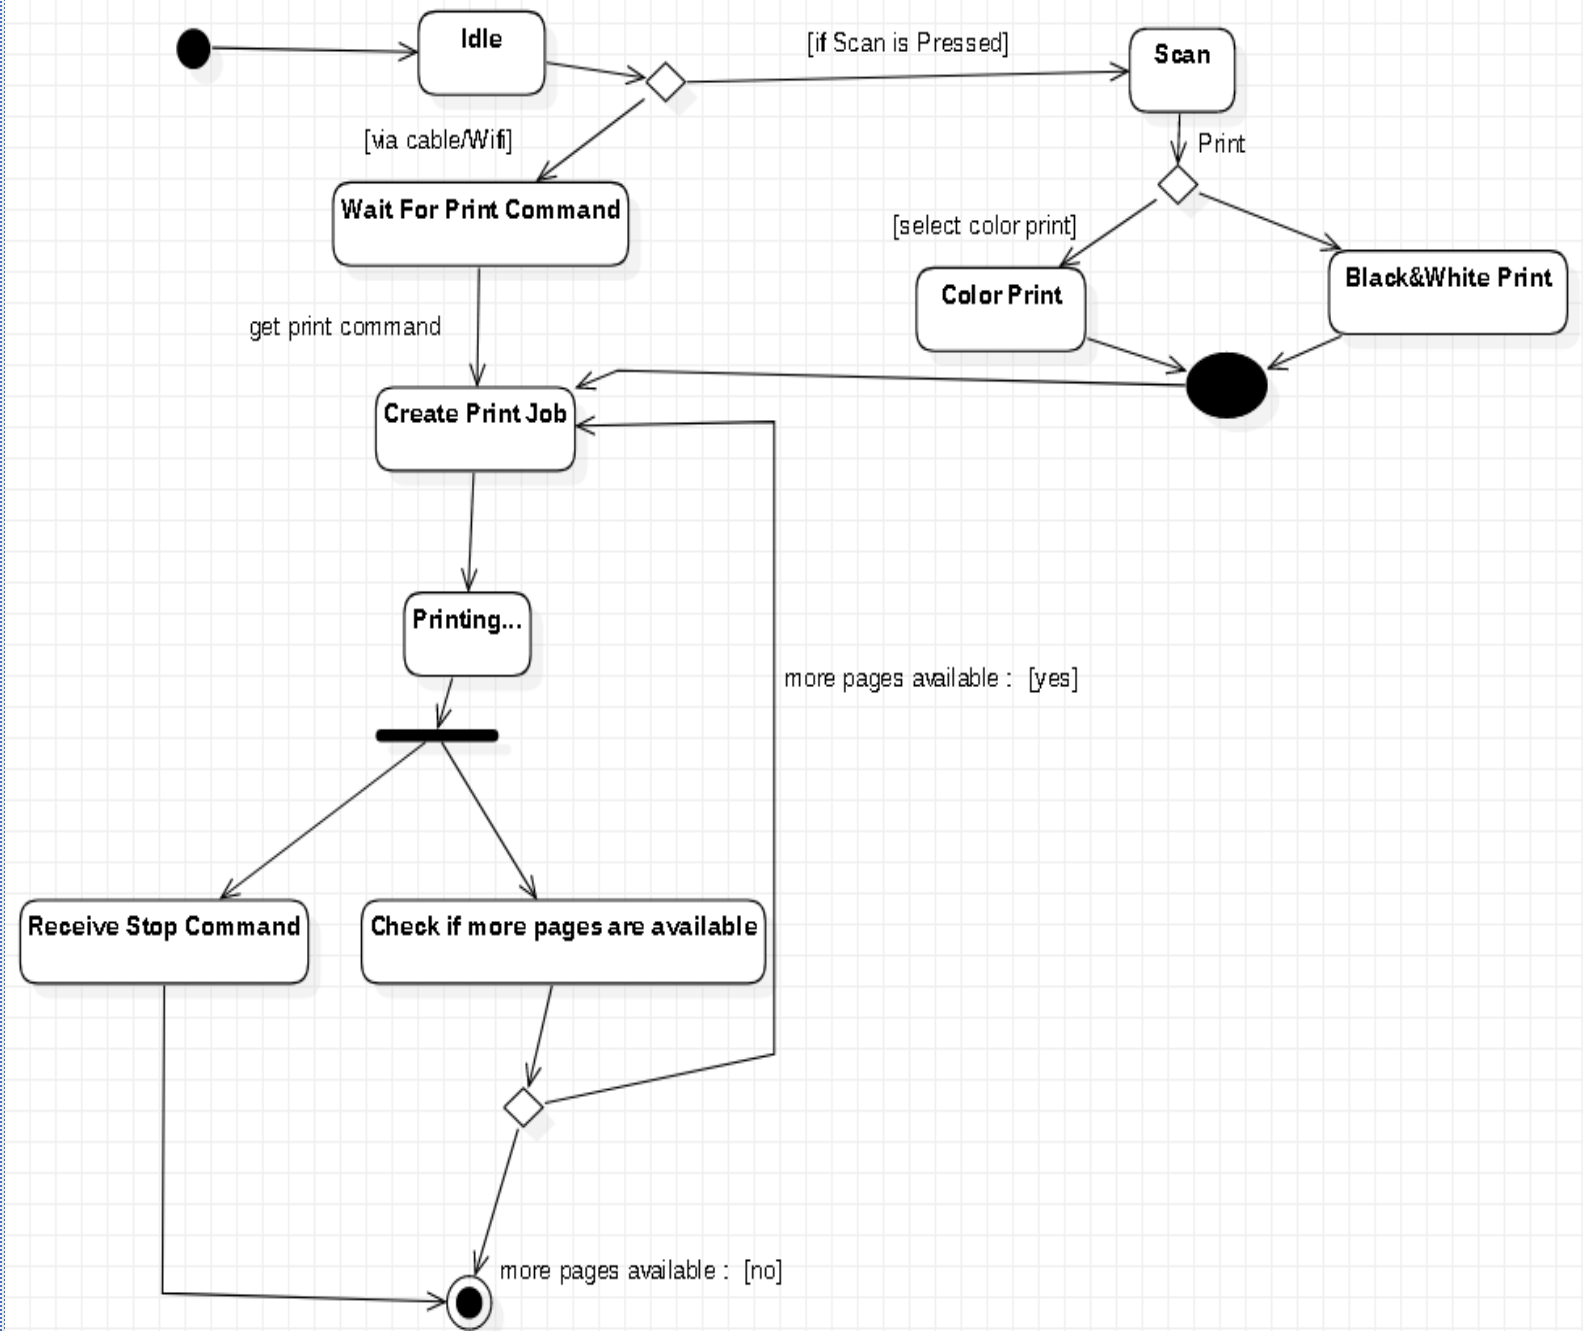 Idle
[if Scan is Pressed]
Scan
[via cable/Wifi]
Print
Wait For Print Command
[select color print]
Black&White Print
Color Print
get print command
Create Print Job
Printing...
more pages available :  [yes]
Receive Stop Command
Check if more pages are available
more pages available :  [no]